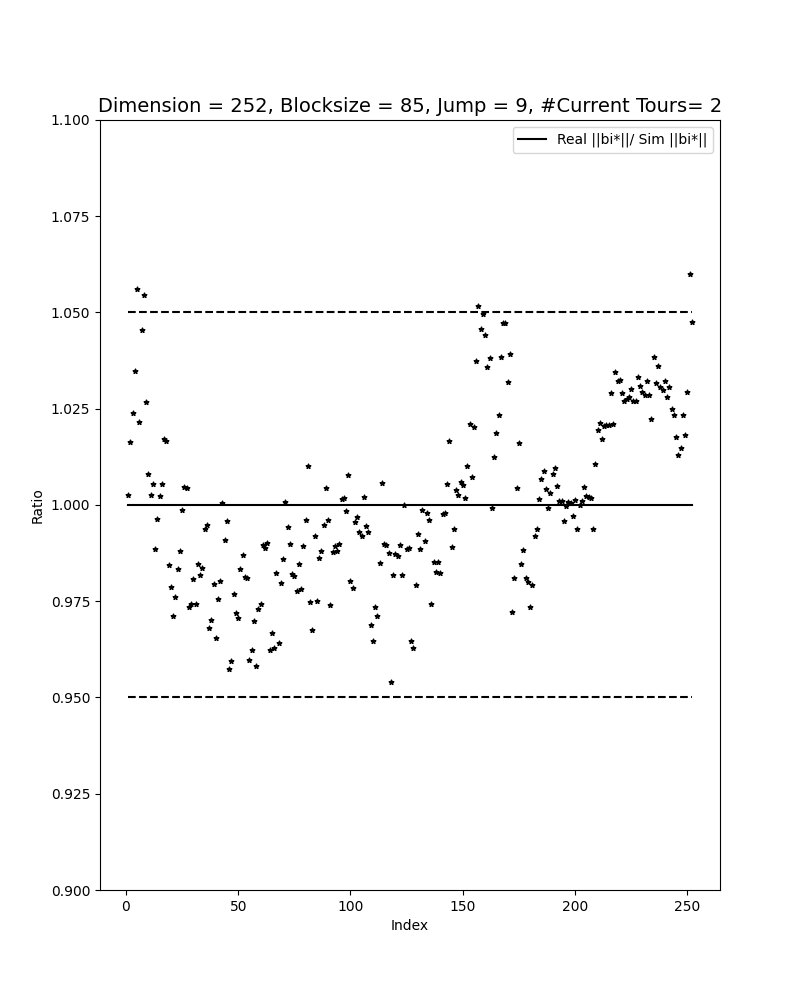 Dimension = 252, Blocksize = 85, Jump = 9, #Current Tours= 2
Real ||bi*||/ Sim ||bi*||
1.100
1.075
1.050
1.025
1.000
0.975
0.950
0.925
0.900
Ratio
0 50 100 150 200 250
Index